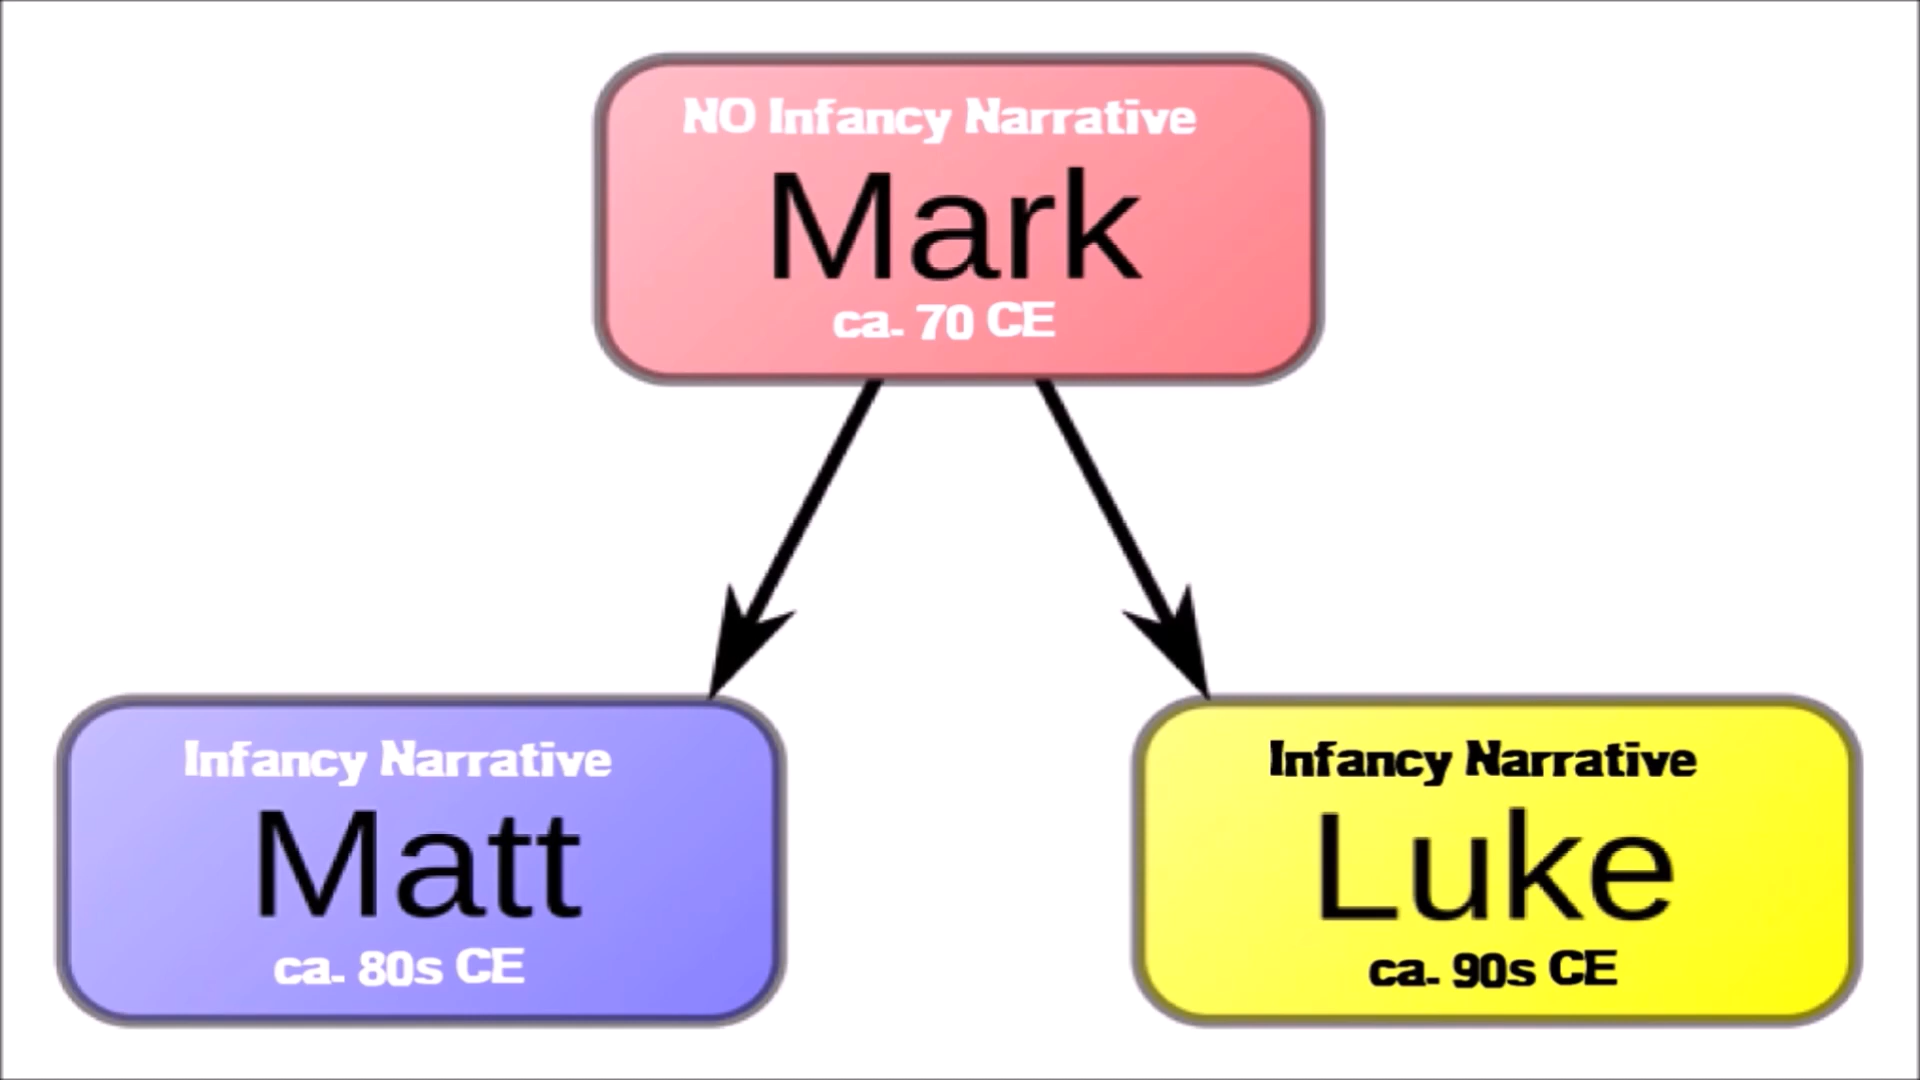 NO Infancy Narrative
Mark
ca. 70 CE
Infancy Narrative
Matt
ca. 80s CE
Infancy Narrative
Luke
ca. 90s CE